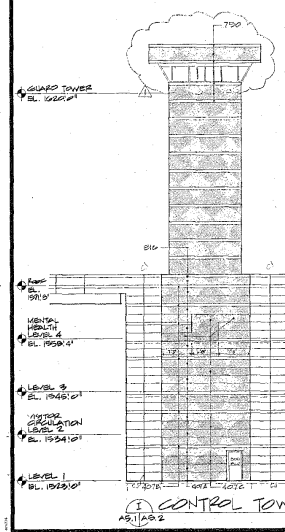 750
GUARD TOWER
EL. 1620'.0"
816
ROOF
EL.
1571'.8"
MENTAL
HEALTH
LEVEL 4
EL. 1558'.4"
LEVEL 3
EL. 1545'.0"
VISITOR
CIRCULATION
LEVEL 2
EL. 1534'.0"
LEVEL 1
EL. 1523'.0"
I CONTROL TOW
A5.1 A5.2